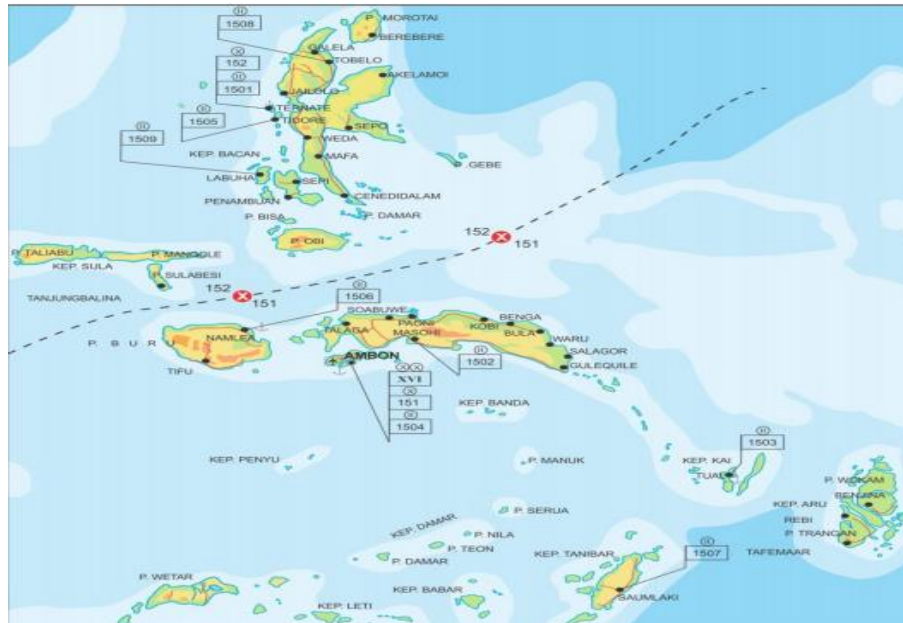 P. MOROTAI
1508
BEREBERE
GALELA
TOBELO
152
AKELAMOI
1501
JAILOLO
TERNATE
1505
TIDORE
SEPO
1509
WEDA
KEP. BACAN
MAFA
P. GEBE
LABUHA
SEPI
PENAMBUAN
CENEDIDALAM
P. BISA
P. DAMAR
152
151
P. OBI
P. TALIABU
P. MANGOLE
KEP. SULA
P. SULABESI
TANJUNGBALINA
152
151
1506
SOABUWE
PAONI
BENGA
TALAGA
MASOHI
KOBI
BULA
NAMLEA
P. BURU
WARU
AMBON
1502
SALAGOR
TIFU
GULEQUILE
XVI
151
1504
KEP. BANDA
1503
KEP. PENYU
P. MANUK
KEP. KAI
TUAL
P. WOKAM
BENJINA
KEP. ARU
P. SERUA
REBI
KEP. DAMAR
P. NILA
P. TRANGAN
P. TEON
KEP. TANIBAR
1507
TAFEMAAR
P. DAMAR
P. WETAR
KEP. BABAR
SAUMLAKI
KEP. LETI